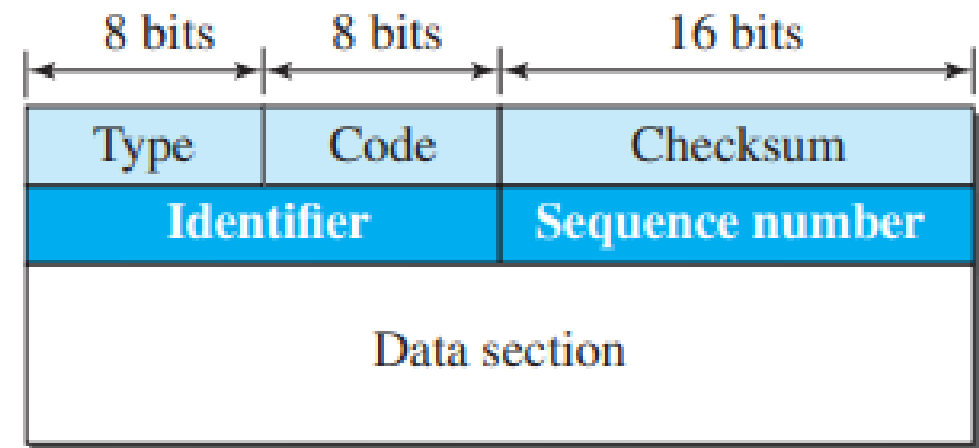 8 bits 8 bits 16 bits
Type Code Checksum
Identifier Sequence number
Data section